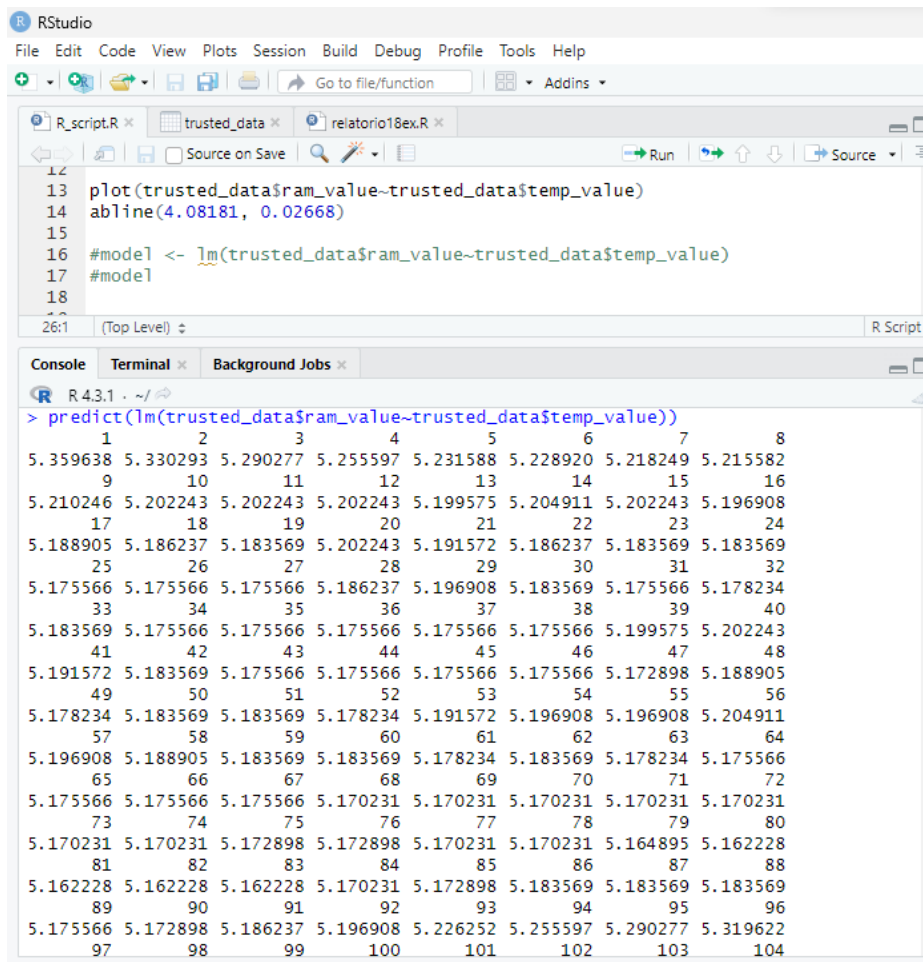 RStudio
File Edit Code View Plots Session Build Debug Profile Tools Help
Go to file/function Addins
R_script.R × trusted_data × relatorio18ex.R ×
Source on Save Run Source
12
13 plot(trusted_data$ram_value~trusted_data$temp_value)
14 abline(4.08181, 0.02668)
15
16 #model <- lm(trusted_data$ram_value~trusted_data$temp_value)
17 #model
18
26:1 (Top Level) R Script
Console Terminal × Background Jobs ×
R 4.3.1 · ~/
> predict(lm(trusted_data$ram_value~trusted_data$temp_value))
1 2 3 4 5 6 7 8
5.359638 5.330293 5.290277 5.255597 5.231588 5.228920 5.218249 5.215582
9 10 11 12 13 14 15 16
5.210246 5.202243 5.202243 5.202243 5.199575 5.204911 5.202243 5.196908
17 18 19 20 21 22 23 24
5.188905 5.186237 5.183569 5.202243 5.191572 5.186237 5.183569 5.183569
25 26 27 28 29 30 31 32
5.175566 5.175566 5.175566 5.186237 5.196908 5.183569 5.175566 5.178234
33 34 35 36 37 38 39 40
5.183569 5.175566 5.175566 5.175566 5.175566 5.175566 5.199575 5.202243
41 42 43 44 45 46 47 48
5.191572 5.183569 5.175566 5.175566 5.175566 5.175566 5.172898 5.188905
49 50 51 52 53 54 55 56
5.178234 5.183569 5.183569 5.178234 5.191572 5.196908 5.196908 5.204911
57 58 59 60 61 62 63 64
5.196908 5.188905 5.183569 5.183569 5.178234 5.183569 5.178234 5.175566
65 66 67 68 69 70 71 72
5.175566 5.175566 5.175566 5.170231 5.170231 5.170231 5.170231 5.170231
73 74 75 76 77 78 79 80
5.170231 5.170231 5.172898 5.172898 5.170231 5.170231 5.164895 5.162228
81 82 83 84 85 86 87 88
5.162228 5.162228 5.162228 5.170231 5.172898 5.183569 5.183569 5.183569
89 90 91 92 93 94 95 96
5.175566 5.172898 5.186237 5.196908 5.226252 5.255597 5.290277 5.319622
97 98 99 100 101 102 103 104